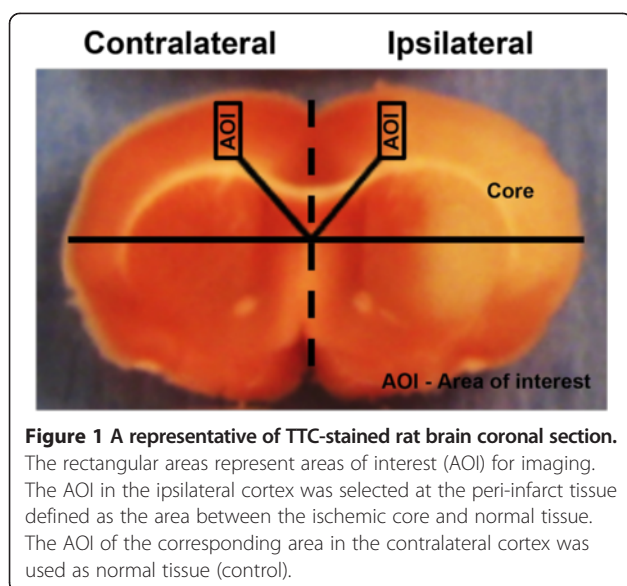 Contralateral Ipsilateral
AOI AOI
Core
AOI - Area of interest
Figure 1 A representative of TTC-stained rat brain coronal section.
The rectangular areas represent areas of interest (AOI) for imaging.
The AOI in the ipsilateral cortex was selected at the peri-infarct tissue
defined as the area between the ischemic core and normal tissue.
The AOI of the corresponding area in the contralateral cortex was
used as normal tissue (control).